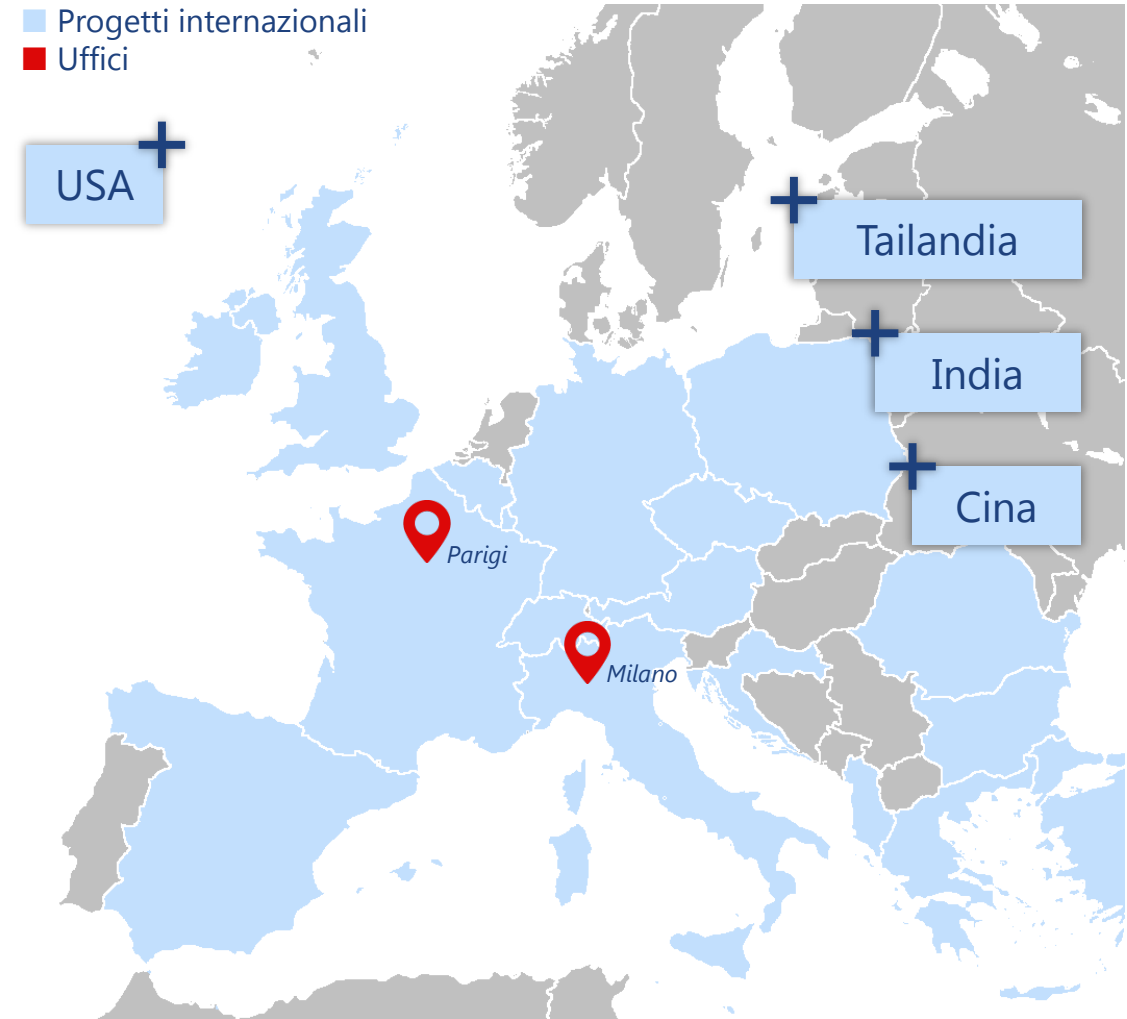 Progetti internazionali
Uffici
USA
Tailandia
India
Cina
Parigi
Milano